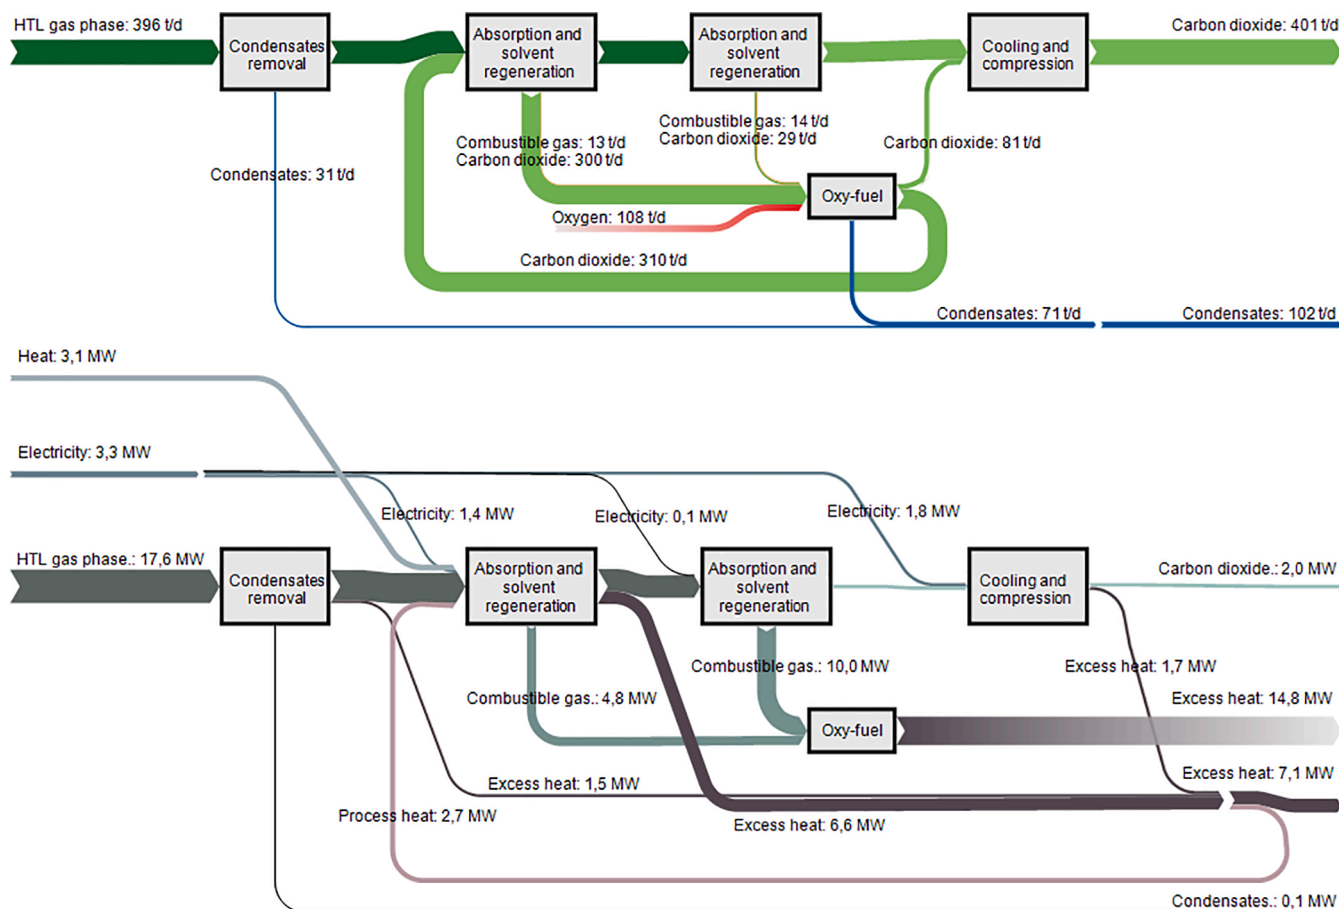 HTL gas phase: 396 t/d
Condensates
removal
Absorption and
solvent
regeneration
Absorption and
solvent
regeneration
Cooling and
compression
Carbon dioxide: 401 t/d
Combustible gas: 13 t/d
Carbon dioxide: 300 t/d
Combustible gas: 14 t/d
Carbon dioxide: 29 t/d
Carbon dioxide: 81 t/d
Condensates: 31 t/d
Oxy-fuel
Oxygen: 108 t/d
Carbon dioxide: 310 t/d
Condensates: 71 t/d
Condensates: 102 t/d
Heat: 3,1 MW
Electricity: 3,3 MW
Electricity: 1,4 MW
Electricity: 0,1 MW
Electricity: 1,8 MW
HTL gas phase.: 17,6 MW
Condensates
removal
Absorption and
solvent
regeneration
Absorption and
solvent
regeneration
Cooling and
compression
Carbon dioxide.: 2,0 MW
Combustible gas.: 10,0 MW
Excess heat: 1,7 MW
Combustible gas.: 4,8 MW
Excess heat: 14,8 MW
Oxy-fuel
Excess heat: 1,5 MW
Excess heat: 7,1 MW
Process heat: 2,7 MW
Excess heat: 6,6 MW
Condensates.: 0,1 MW